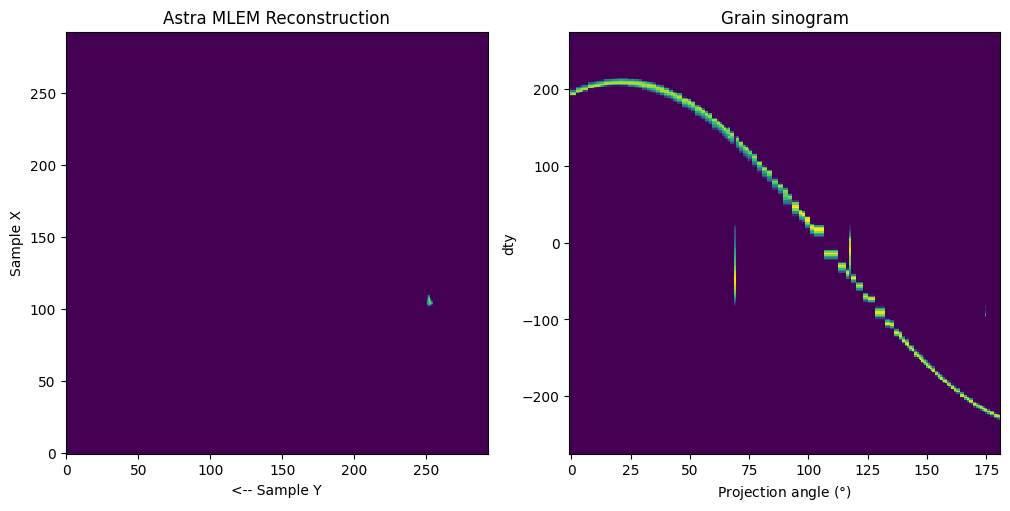 Astra MLEM Reconstruction
Sample X
250
200
150
100
50
0
0 50 100 150 200 250
<-- Sample Y
Grain sinogram
dty
200
100
0
−100
−200
0 25 50 75 100 125 150 175
Projection angle (°)